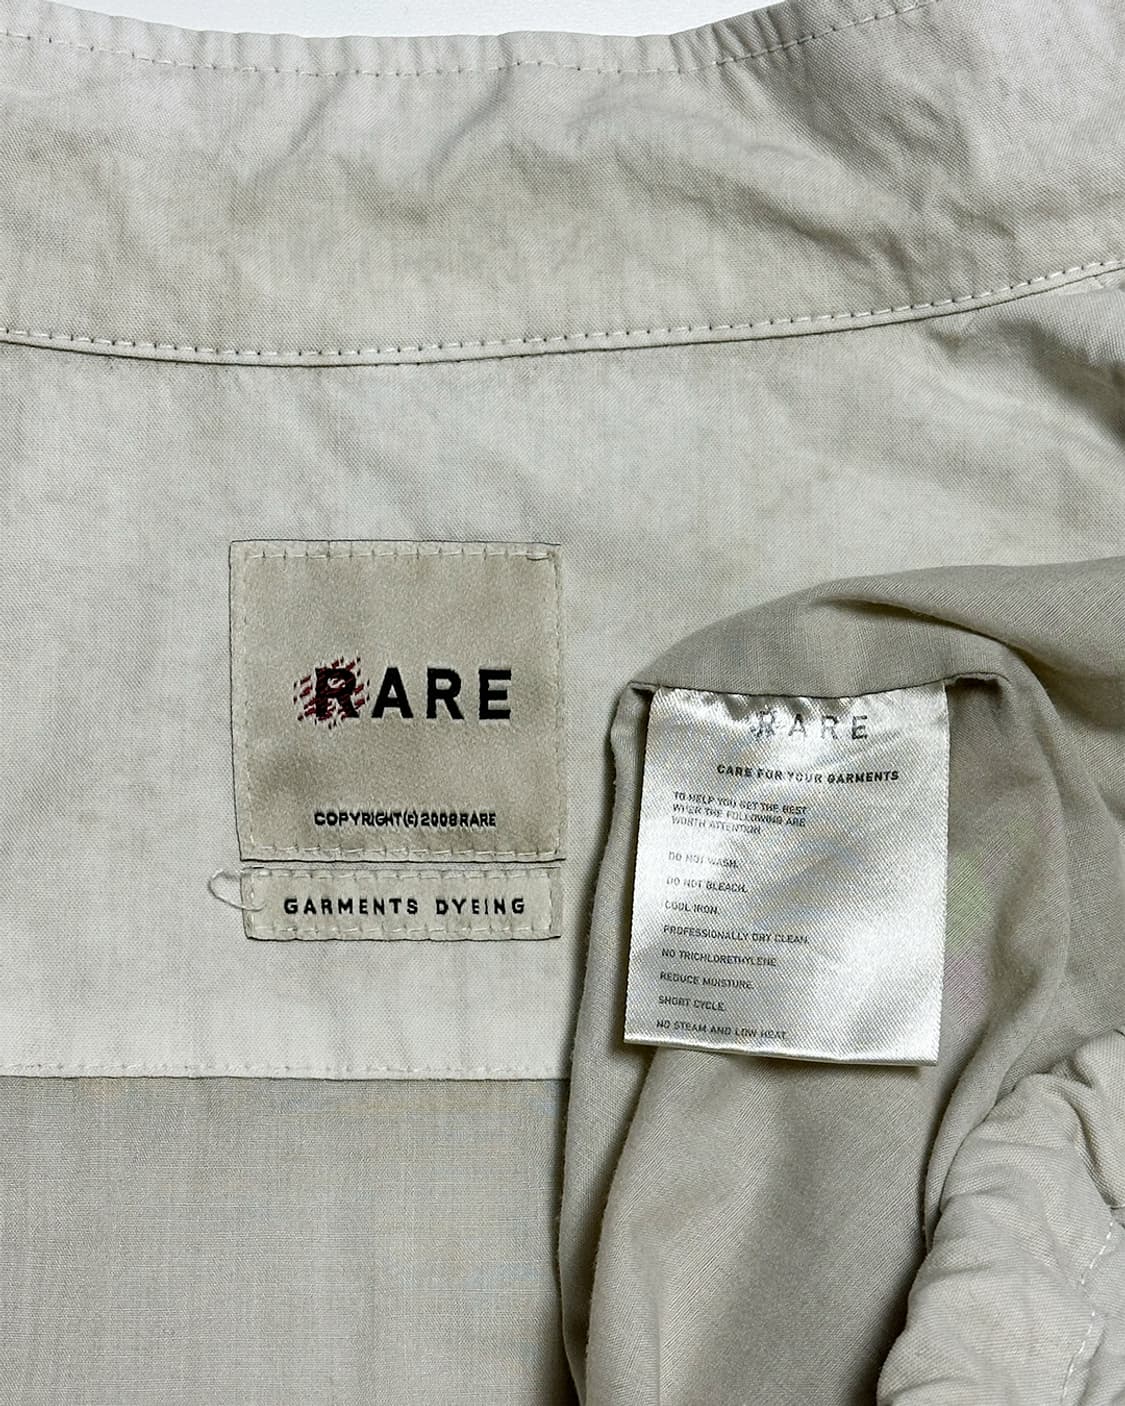 RARE
COPYRIGHT(c)2008RARE
GARMENTS DYEING
RARE
CARE FOR YOUR GARMENTS
TO HELP YOU GET THE BEST
WHER THE FOLLOWING ARE
WORTH ATTENTION
DO NOT WASH.
DO NOT BLEACH.
COOL IRON.
PROFESSIONALLY DRY CLEAN.
NO TRICHLORETHYLENE.
REDUCE MOISTURE.
SHORT CYCLE.
NO STEAM AND LOW HEAT.